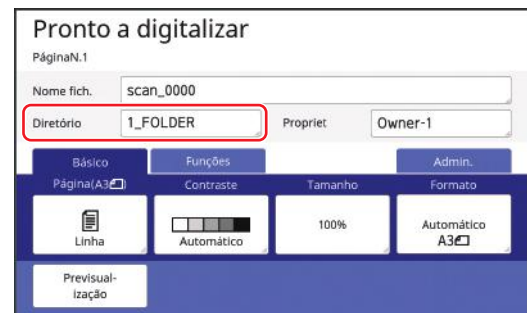 Pronto a digitalizar
PáginaN.1
Nome fich. scan_0000
Diretório 1_FOLDER Propriet Owner-1
Básico Funções Admin.
Página(A3) Contraste Tamanho Formato
Linha Automático 100% Automático
A3
Previsual-
ização